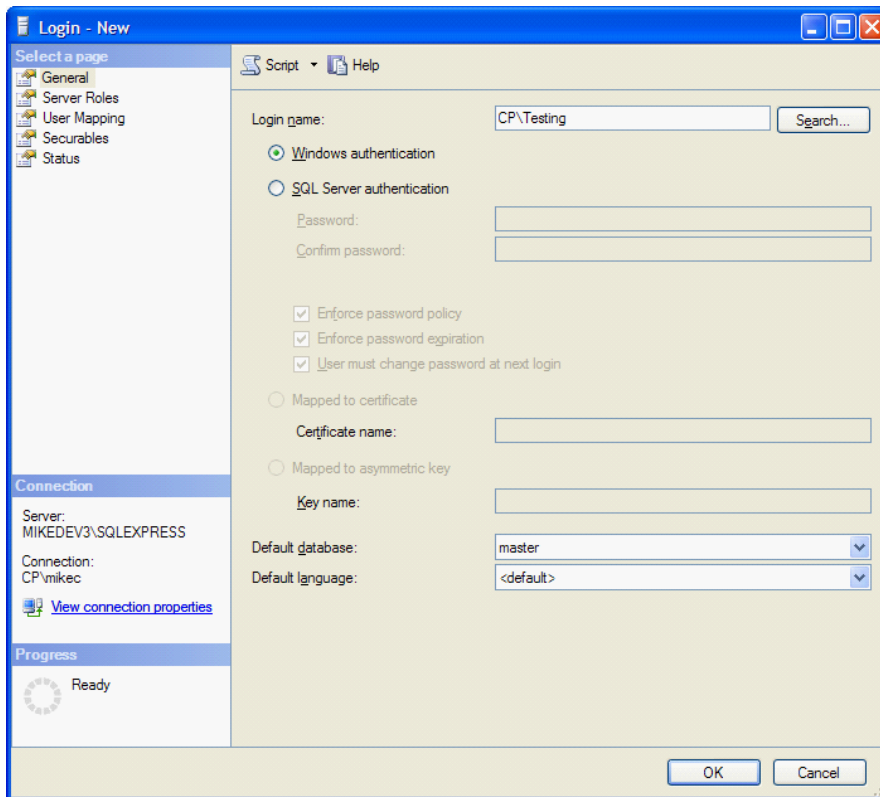 Login - New
Select a page
General
Server Roles
User Mapping
Securables
Status
Connection
Server:
MIKEDEV3\SQLEXPRESS
Connection:
CP\mikec
View connection properties
Progress
Ready
Script Help
Login name: CP\Testing Search...
Windows authentication
SQL Server authentication
Password:
Confirm password:
Enforce password policy
Enforce password expiration
User must change password at next login
Mapped to certificate
Certificate name:
Mapped to asymmetric key
Key name:
Default database: master
Default language: <default>
OK Cancel